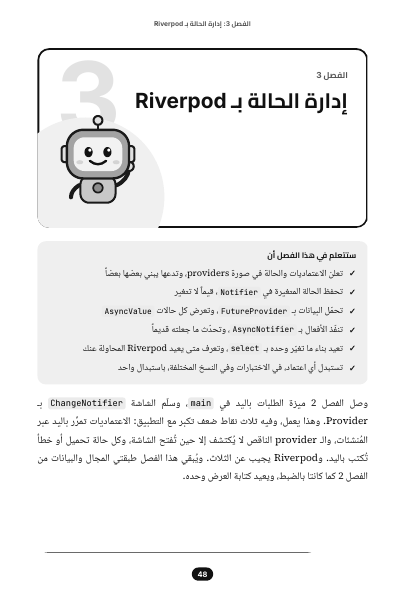 الفصل 3: إدارة الحالة بـ Riverpod
3
الفصل 3
إدارة الحالة بـ Riverpod
ستتعلم في هذا الفصل أن
✓ تعلن الاعتماديات والحالة في صورة providers، وتدعها يبني بعضها بعضاً
✓ تحفظ الحالة المتغيرة في Notifier، قيماً لا تتغير
✓ تحمّل البيانات بـ FutureProvider، وتعرض كل حالات AsyncValue
✓ تنفّذ الأفعال بـ AsyncNotifier، وتحدّث ما جعلته قديماً
✓ تعيد بناء ما تغيّر وحده بـ select، وتعرف متى يعيد Riverpod المحاولة عنك
✓ تستبدل أي اعتماد، في الاختبارات وفي النسخ المختلفة، باستبدال واحد
وصل الفصل 2 ميزة الطلبات باليد في main، وسلّم الشاشة ChangeNotifier بـ
Provider. وهذا يعمل، وفيه ثلاث نقاط ضعف تكبر مع التطبيق: الاعتماديات تمرَّر باليد عبر
المُنشئات، والـ provider الناقص لا يُكتشف إلا حين تُفتح الشاشة، وكل حالة تحميل أو خطأ
تُكتب باليد. وRiverpod يجيب عن الثلاث. ويُبقي هذا الفصل طبقتي المجال والبيانات من
الفصل 2 كما كانتا بالضبط، ويعيد كتابة العرض وحده.
48